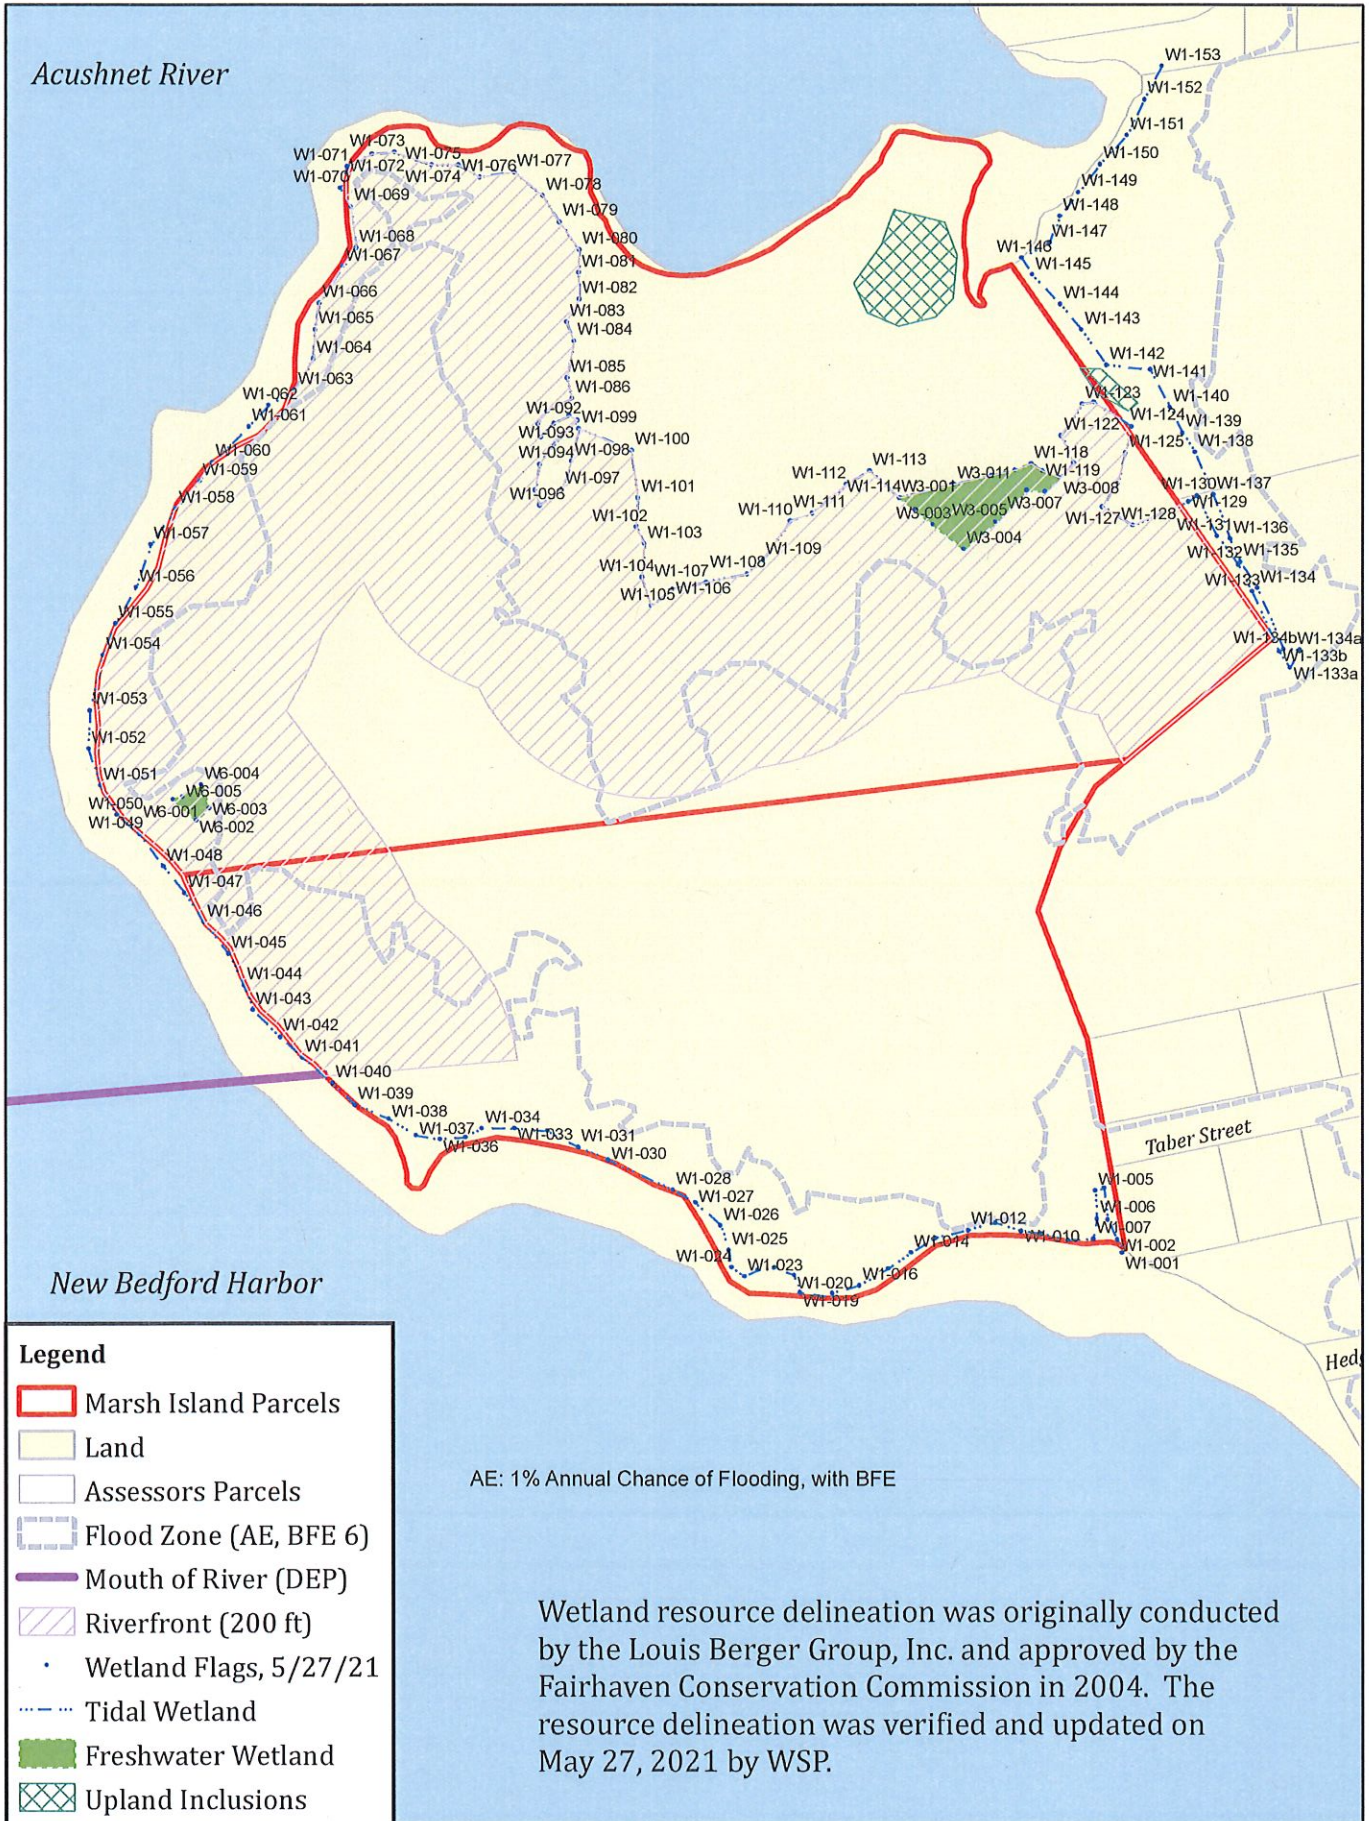 Acushnet River
W1-153
W1-152
W1-151
W1-150
W1-149
W1-148
W1-147
W1-146
W1-145
W1-144
W1-143
W1-142
W1-141
W1-140
W1-139
W1-138
W1-137
W1-136
W1-135
W1-134
W1-073
W1-071
W1-072
W1-075
W1-070
W1-074
W1-076
W1-077
W1-069
W1-078
W1-079
W1-068
W1-067
W1-080
W1-081
W1-066
W1-082
W1-065
W1-083
W1-064
W1-084
W1-063
W1-085
W1-062
W1-086
W1-061
W1-092
W1-099
W1-060
W1-093
W1-100
W1-059
W1-094
W1-098
W1-058
W1-096
W1-097
W1-101
W1-057
W1-102
W1-103
W1-056
W1-104
W1-107
W1-108
W1-055
W1-105
W1-106
W1-109
W1-110
W1-111
W1-112
W1-113
W1-114
W3-001
W3-011
W3-003
W3-005
W3-007
W3-008
W3-004
W1-118
W1-119
W1-122
W1-123
W1-124
W1-125
W1-127
W1-128
W1-130
W1-129
W1-131
W1-132
W1-133
W1-134b
W1-134a
W1-133b
W1-133a
W1-054
W1-053
W1-052
W1-051
W1-050
W1-049
W6-004
W6-005
W6-001
W6-003
W6-002
W1-048
W1-047
W1-046
W1-045
W1-044
W1-043
W1-042
W1-041
W1-040
W1-039
W1-038
W1-037
W1-036
W1-034
W1-033
W1-031
W1-030
W1-028
W1-027
W1-026
W1-025
W1-024
W1-023
W1-020
W1-019
W1-016
W1-014
W1-012
W1-010
W1-005
W1-006
W1-007
W1-002
W1-001
Taber Street
Hedg
New Bedford Harbor
Legend
Marsh Island Parcels
Land
Assessors Parcels
Flood Zone (AE, BFE 6)
Mouth of River (DEP)
Riverfront (200 ft)
Wetland Flags, 5/27/21
Tidal Wetland
Freshwater Wetland
Upland Inclusions
AE: 1% Annual Chance of Flooding, with BFE
Wetland resource delineation was originally conducted
by the Louis Berger Group, Inc. and approved by the
Fairhaven Conservation Commission in 2004. The
resource delineation was verified and updated on
May 27, 2021 by WSP.